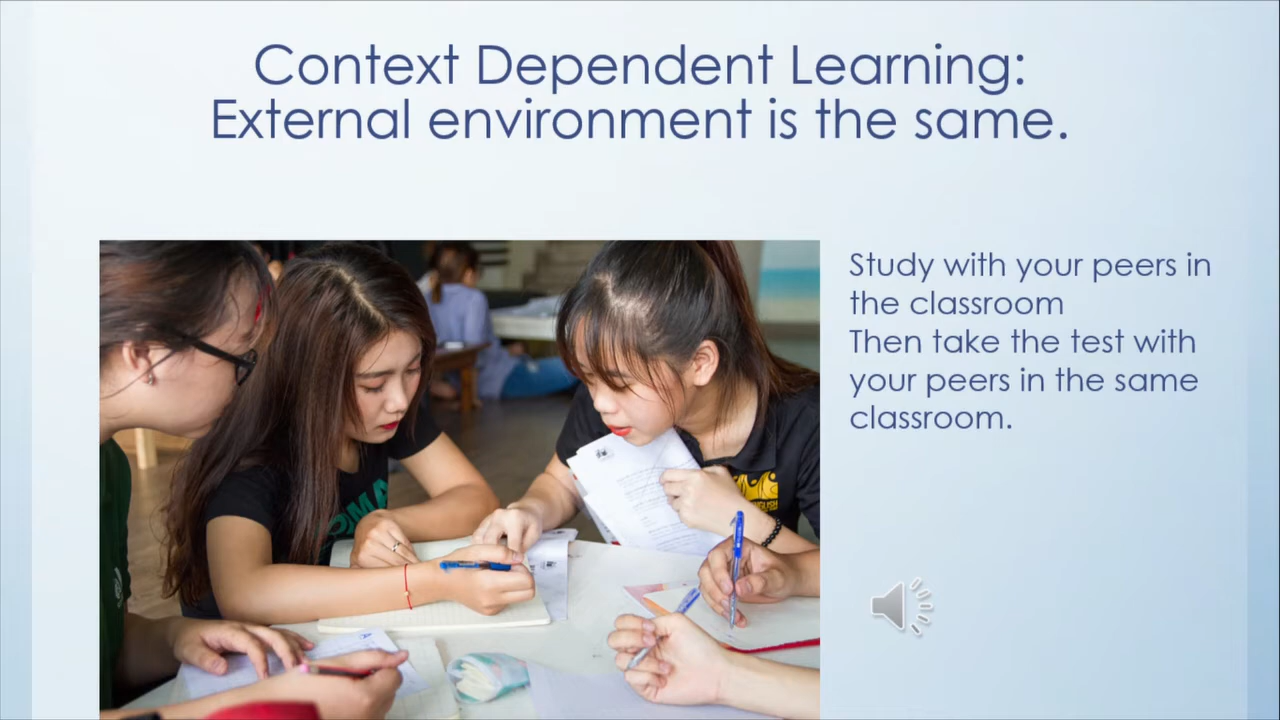 Context Dependent Learning:
External environment is the same.
Study with your peers in
the classroom
Then take the test with
your peers in the same
classroom.